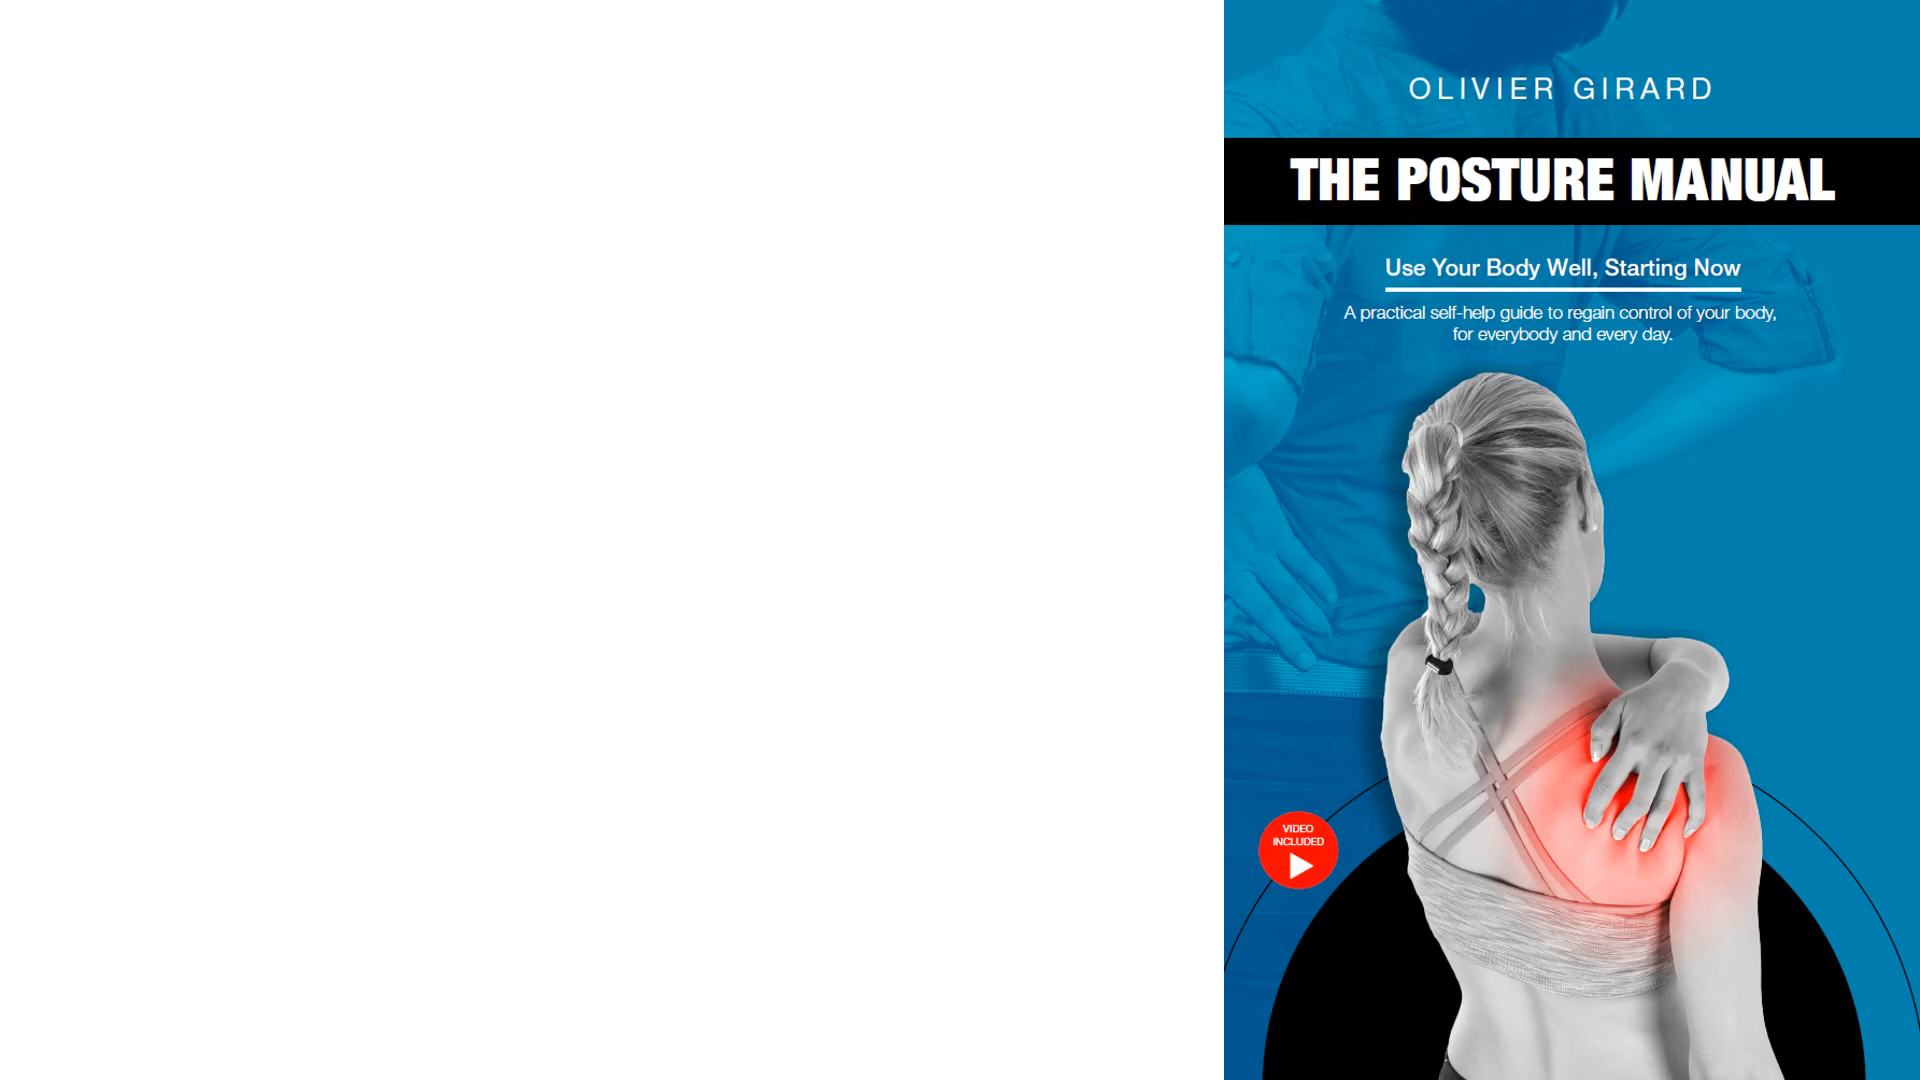 OLIVIER GIRARD
THE POSTURE MANUAL
Use Your Body Well, Starting Now
A practical self-help guide to regain control of your body,
for everybody and every day.
VIDEO
INCLUDED